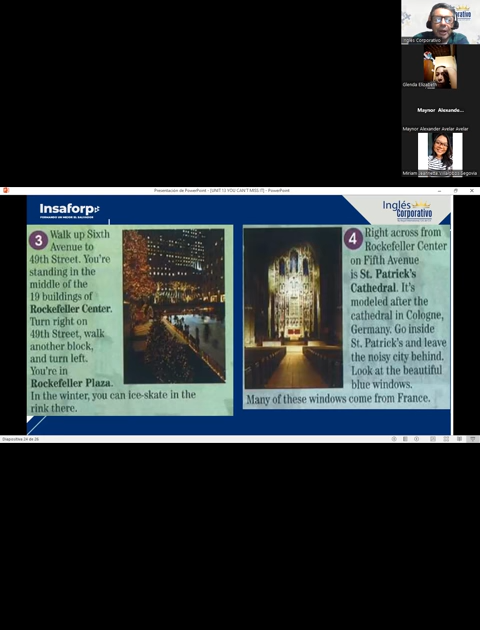 Inglés Corporativo
Glenda Elizabeth
Maynor Alexande...
Maynor Alexander Avelar Avelar
Miriam Jeannette Villalobos Segovia
Presentación de PowerPoint - [UNIT 13 YOU CAN'T MISS IT] - PowerPoint
Insaforp
Inglés
Corporativo
3 Walk up Sixth
Avenue to
49th Street. You're
standing in the
middle of the
19 buildings of
Rockefeller Center.
Turn right on
49th Street, walk
another block,
and turn left.
You're in
Rockefeller Plaza.
In the winter, you can ice-skate in the
rink there.
4 Right across from
Rockefeller Center
on Fifth Avenue
is St. Patrick's
Cathedral. It's
modeled after the
cathedral in Cologne,
Germany. Go inside
St. Patrick's and leave
the noisy city behind.
Look at the beautiful
blue windows.
Many of these windows come from France.